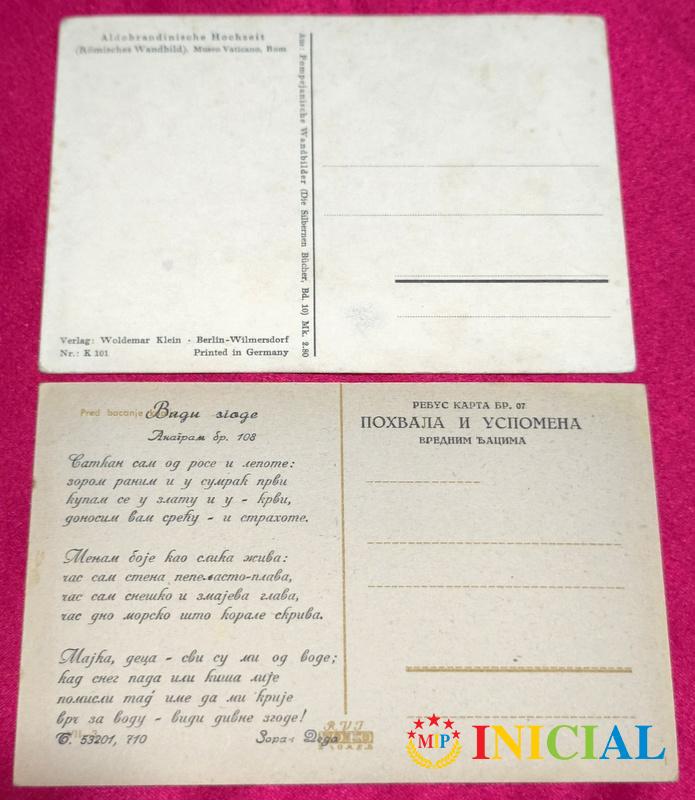 Aldobrandinische Hochzeit
(Römisches Wandbild). Museo Vaticano, Rom
Aus: Pompejanische Wandbilder (Die Silbernen Bücher, Bd. 10) Mk. 2.80
Verlag: Woldemar Klein · Berlin-Wilmersdorf
Nr.: K 101 Printed in Germany
Pred bacanje
Види згоде
Анаграм бр. 108
Саткан сам од росе и лепоте:
зором раним и у сумрак први
купам се у злату и у - крви,
доносим вам срећу - и страхоте.
Менам боје као слика жива:
час сам стена пепељасто-плава,
час сам снешко и змајева глава,
час дно морско што корале скрива.
Мајка, деца - сви су ми од воде;
кад снег пада или киша лије
помисли тад име да ми крије
врч за воду - види дивне згоде!
Б. 53201, 710 Зоран Деда
РЕБУС КАРТА БР. 07
ПОХВАЛА И УСПОМЕНА
ВРЕДНИМ ЂАЦИМА
MIP INICIAL